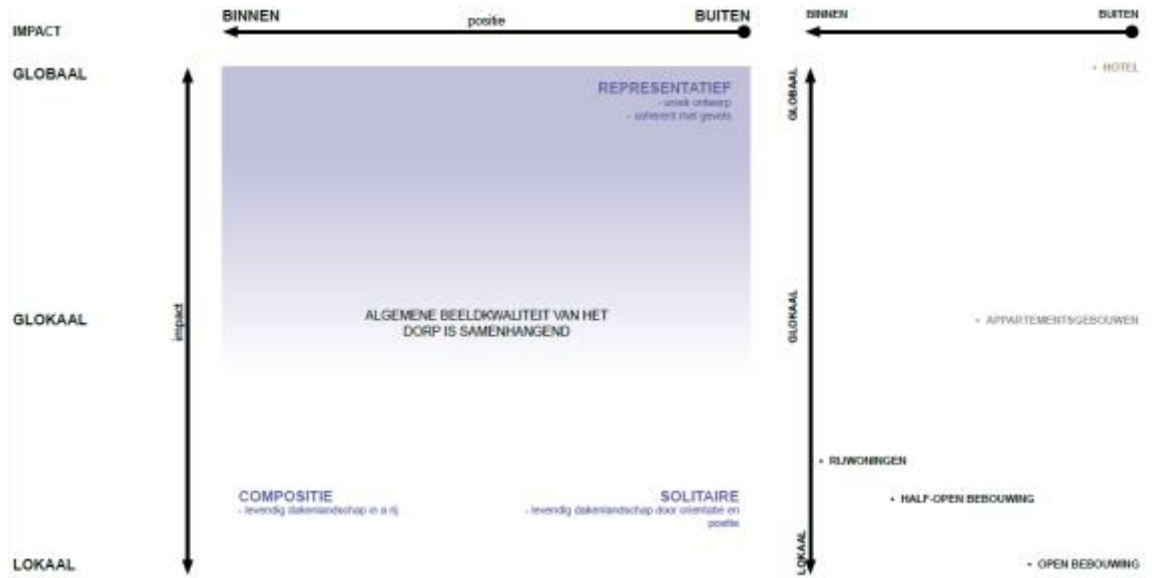 BINNEN
positie
BUITEN
IMPACT
GLOBAAL
REPRESENTATIEF
- uniek ontwerp
- coherent met gevels
impact
GLOKAAL
ALGEMENE BEELDKWALITEIT VAN HET
DORP IS SAMENHANGEND
COMPOSITIE
- levendig dakenlandschap in a rij
SOLITAIRE
- levendig dakenlandschap door orientatie en
positie
LOKAAL
BINNEN
BUITEN
GLOBAAL
• HOTEL
GLOKAAL
• APPARTEMENTSGEBOUWEN
• RIJWONINGEN
• HALF-OPEN BEBOUWING
LOKAAL
• OPEN BEBOUWING